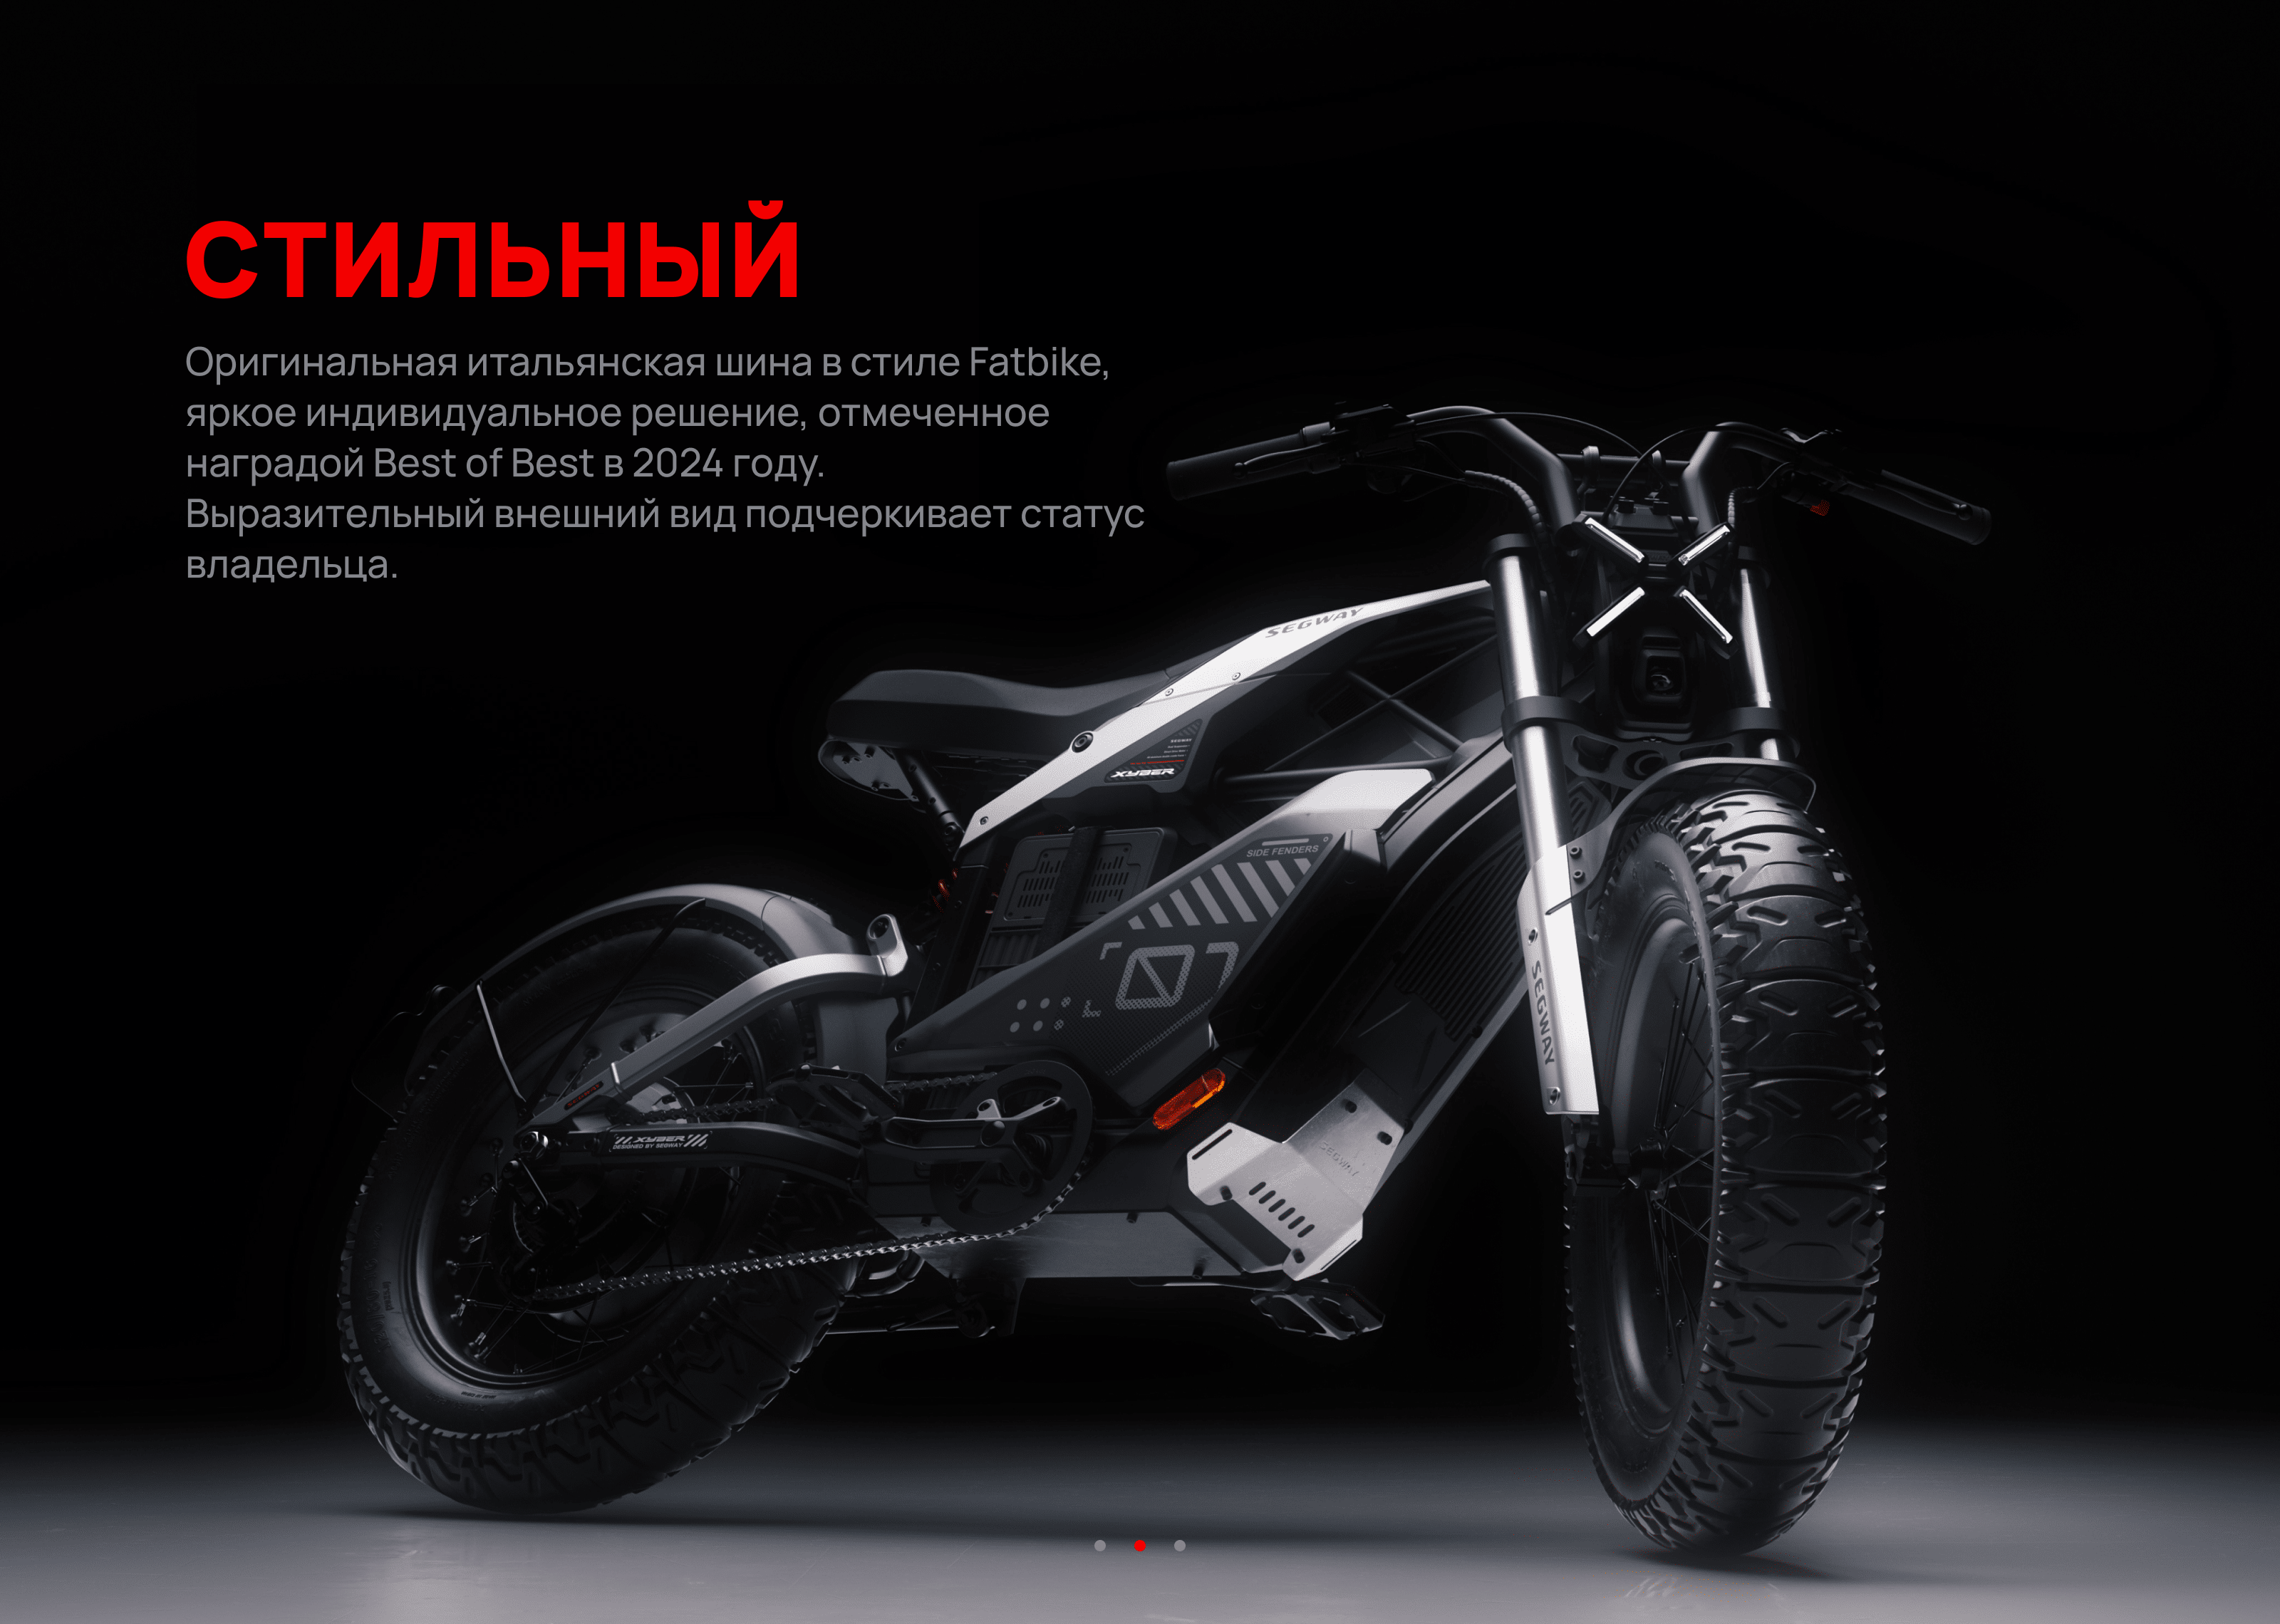 СТИЛЬНЫЙ
Оригинальная итальянская шина в стиле Fatbike,
яркое индивидуальное решение, отмеченное
наградой Best of Best в 2024 году.
Выразительный внешний вид подчеркивает статус
владельца.
SEGWAY
SEGWAY
XYBER
SIDE FENDERS
SEGWAY
XYBER
DESIGNED BY SEGWAY
SEGWAY